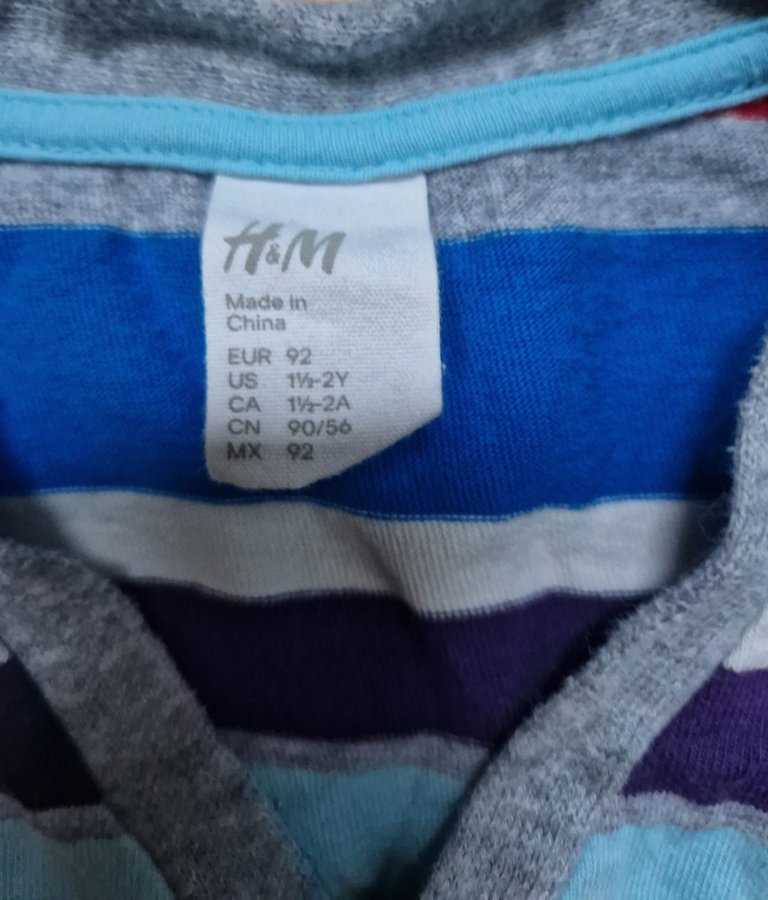 H&M
Made in
China
EUR 92
US 1½-2Y
CA 1½-2A
CN 90/56
MX 92